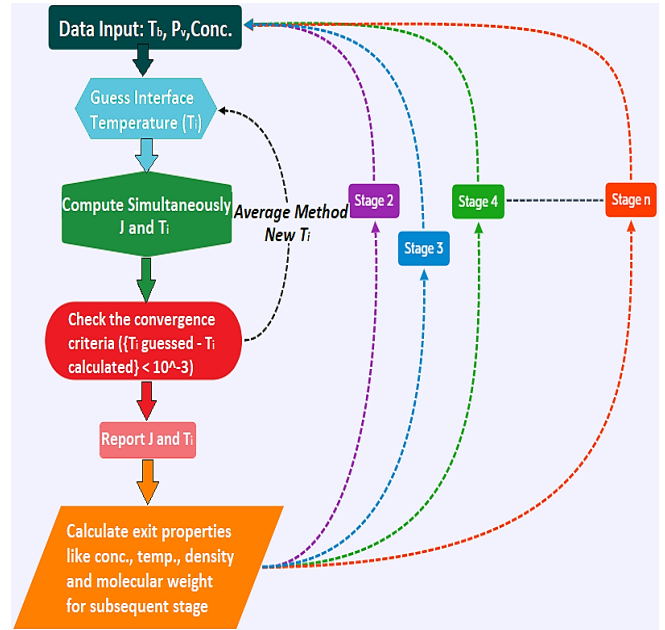 Data Input: Tb, Pv,Conc.
Guess Interface
Temperature (Ti)
Compute Simultaneously
J and Ti
Average Method
New Ti
Check the convergence
criteria ({Ti guessed - Ti
calculated} < 10^-3)
Report J and Ti
Calculate exit properties
like conc., temp., density
and molecular weight
for subsequent stage
Stage 2
Stage 3
Stage 4
Stage n